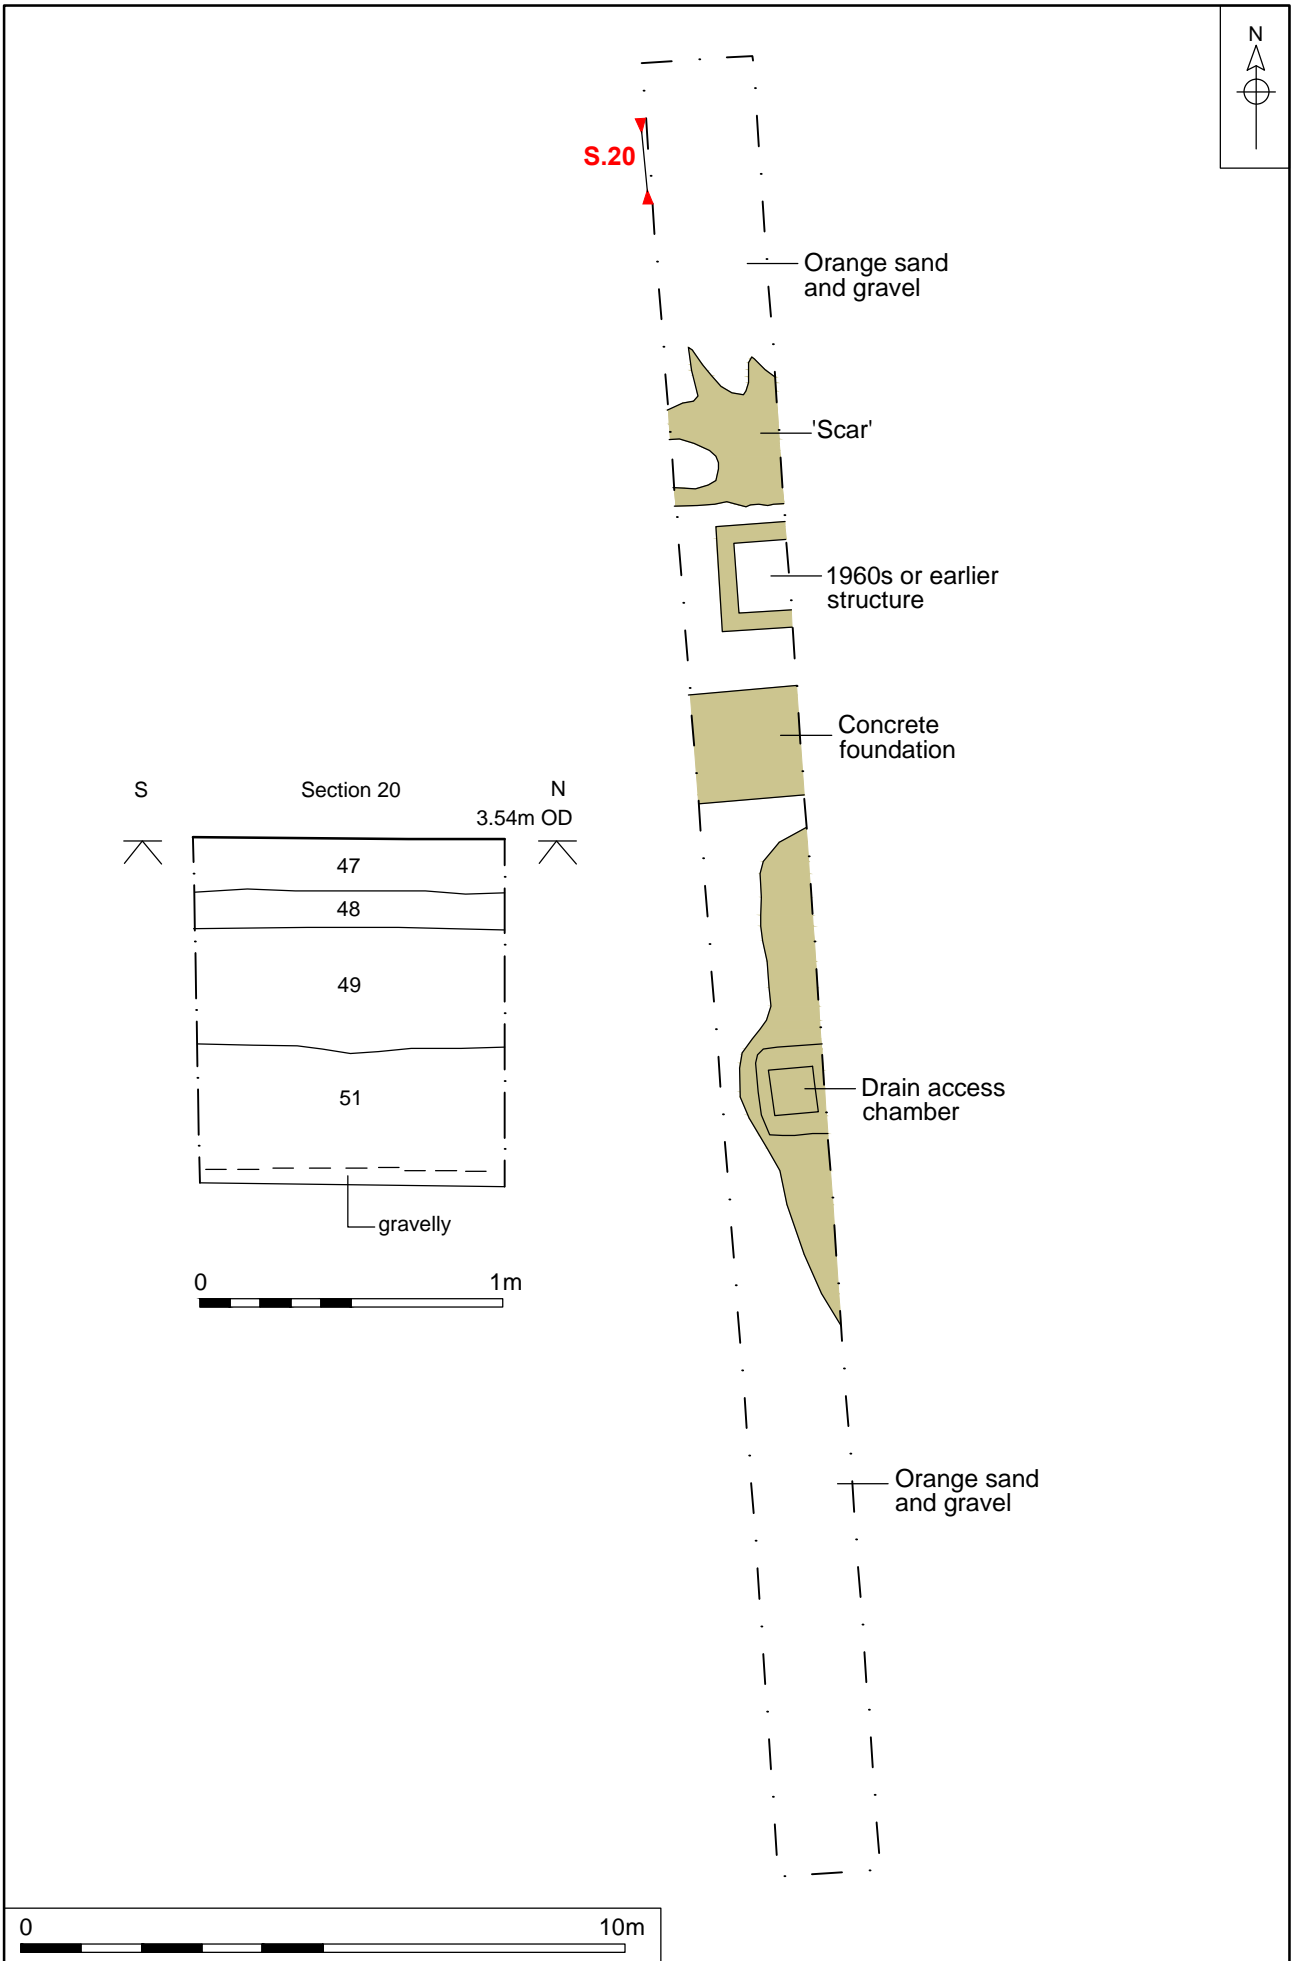 N
S.20
Orange sand
and gravel
'Scar'
1960s or earlier
structure
Concrete
foundation
S
Section 20
N
3.54m OD
47
48
49
51
gravelly
0
1m
Drain access
chamber
Orange sand
and gravel
0
10m